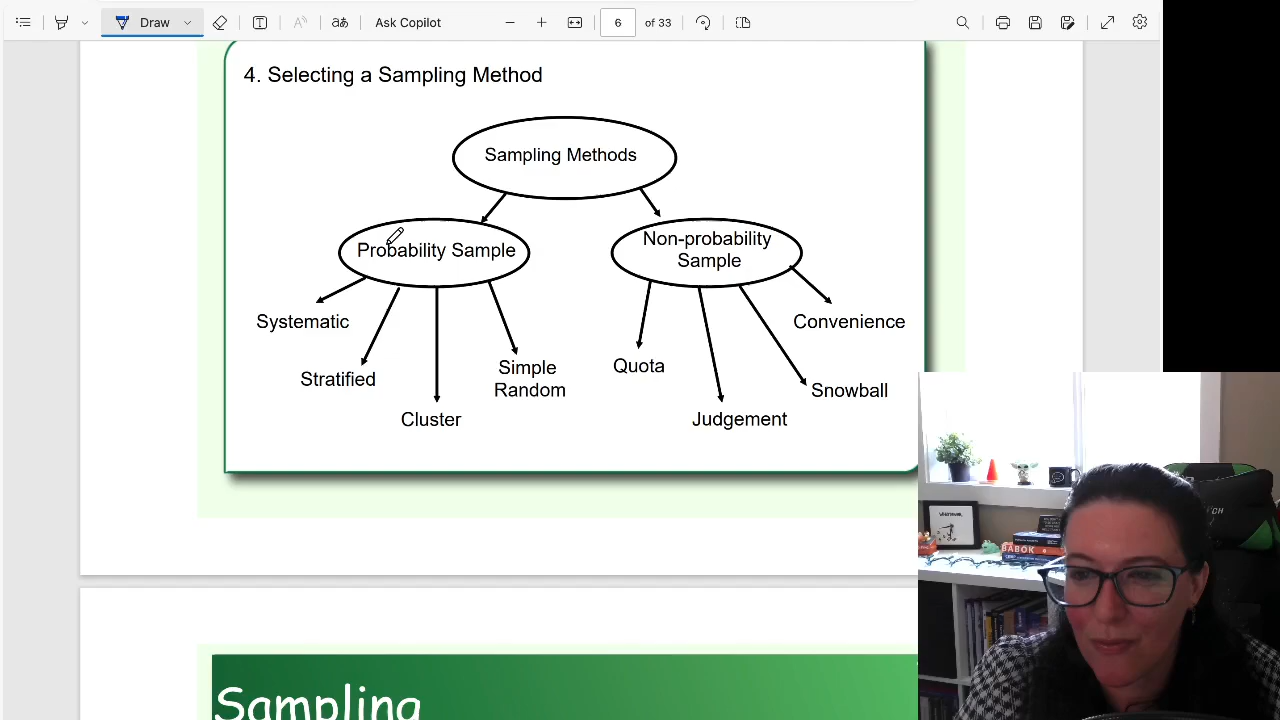 Draw
Ask Copilot
6 of 33
4. Selecting a Sampling Method
Sampling Methods
Probability Sample
Non-probability
Sample
Systematic
Stratified
Cluster
Simple
Random
Quota
Judgement
Snowball
Convenience
BABOK
Sampling